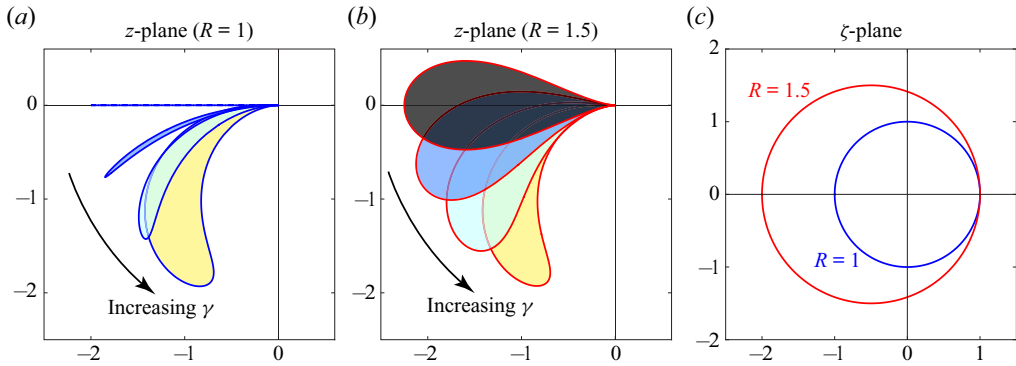 (a) z-plane (R = 1)
0
−1
−2
−2 −1 0
Increasing γ
(b) z-plane (R = 1.5)
0
−1
−2
−2 −1 0
Increasing γ
(c) ζ-plane
2
1
0
−1
−2
−2 −1 0 1
R = 1.5
R = 1